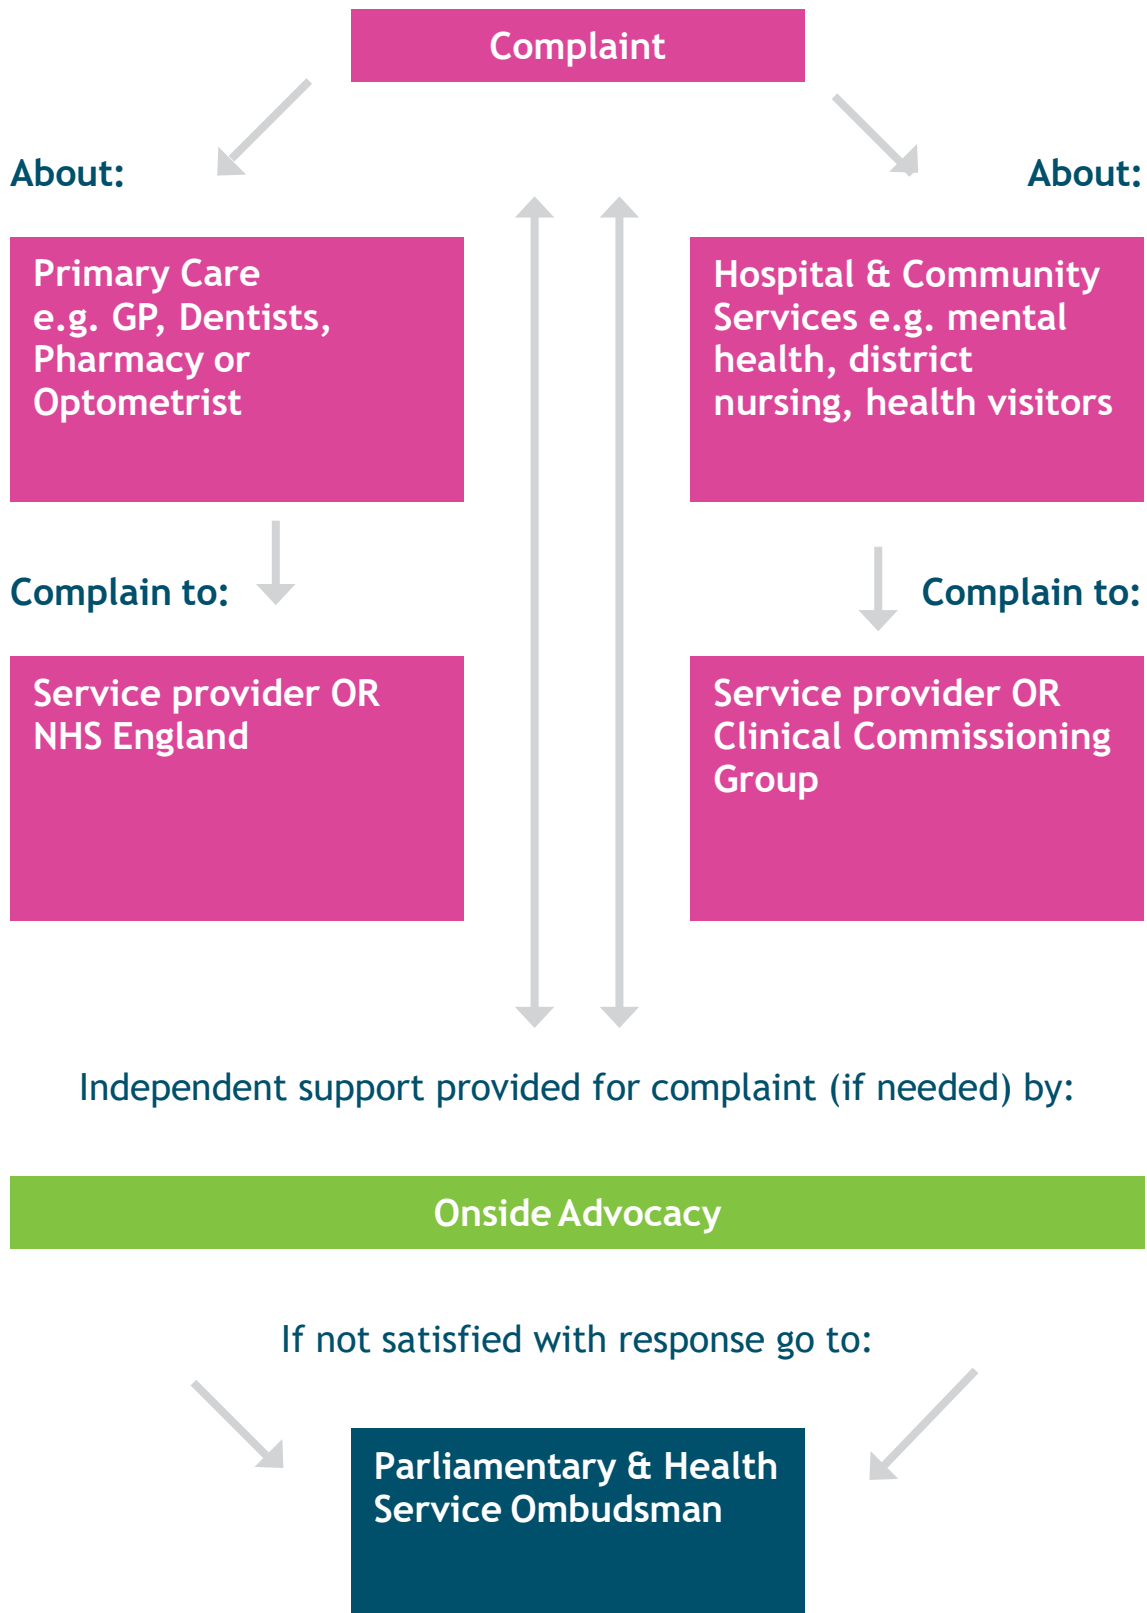 Complaint
About:
About:
Primary Care
e.g. GP, Dentists,
Pharmacy or
Optometrist
Hospital & Community
Services e.g. mental
health, district
nursing, health visitors
Complain to:
Complain to:
Service provider OR
NHS England
Service provider OR
Clinical Commissioning
Group
Independent support provided for complaint (if needed) by:
Onside Advocacy
If not satisfied with response go to:
Parliamentary & Health
Service Ombudsman